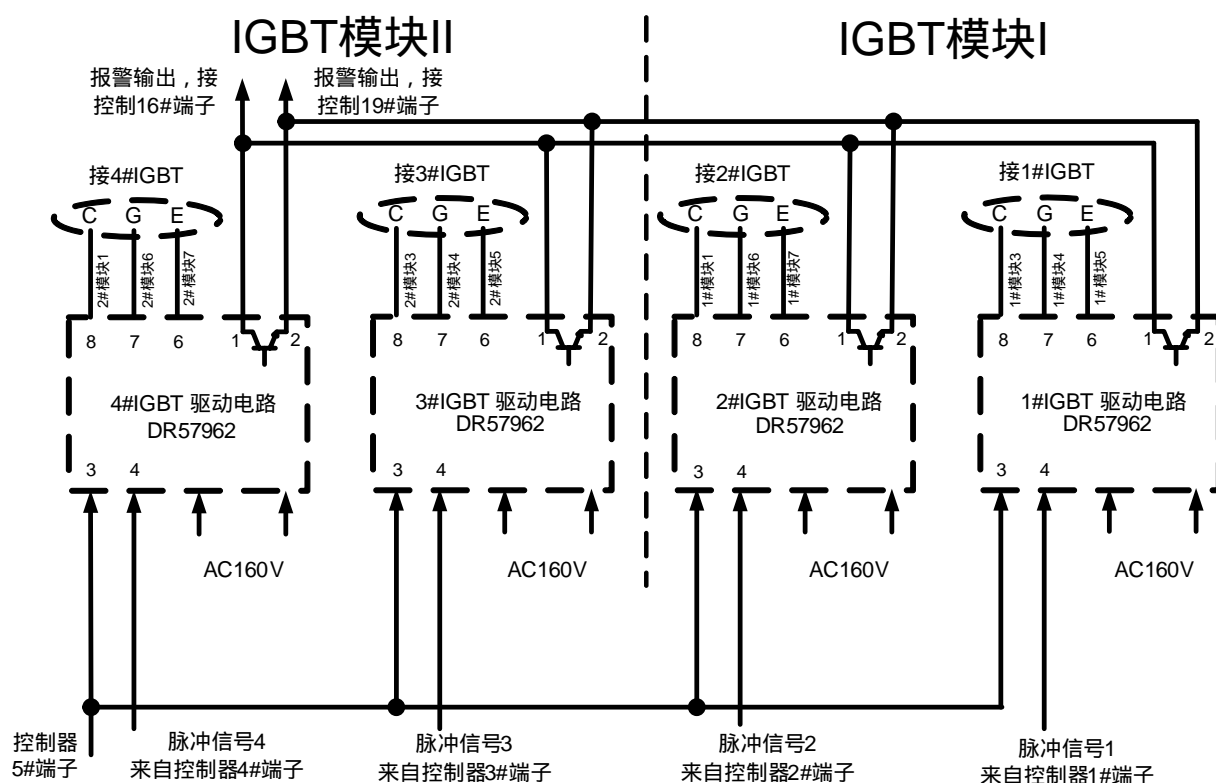 IGBT模块II
IGBT模块I
报警输出，接
控制16#端子
报警输出，接
控制19#端子
接4#IGBT
接3#IGBT
接2#IGBT
接1#IGBT
C G E
C G E
C G E
C G E
2#模块1
2#模块6
2#模块7
2#模块3
2#模块4
2#模块5
1#模块1
1#模块6
1#模块7
1#模块3
1#模块4
1#模块5
8 7 6 1 2
8 7 6 1 2
8 7 6 1 2
8 7 6 1 2
4#IGBT 驱动电路
DR57962
3#IGBT 驱动电路
DR57962
2#IGBT 驱动电路
DR57962
1#IGBT 驱动电路
DR57962
3 4
3 4
3 4
3 4
AC160V
AC160V
AC160V
AC160V
控制器
5#端子
脉冲信号4
来自控制器4#端子
脉冲信号3
来自控制器3#端子
脉冲信号2
来自控制器2#端子
脉冲信号1
来自控制器1#端子